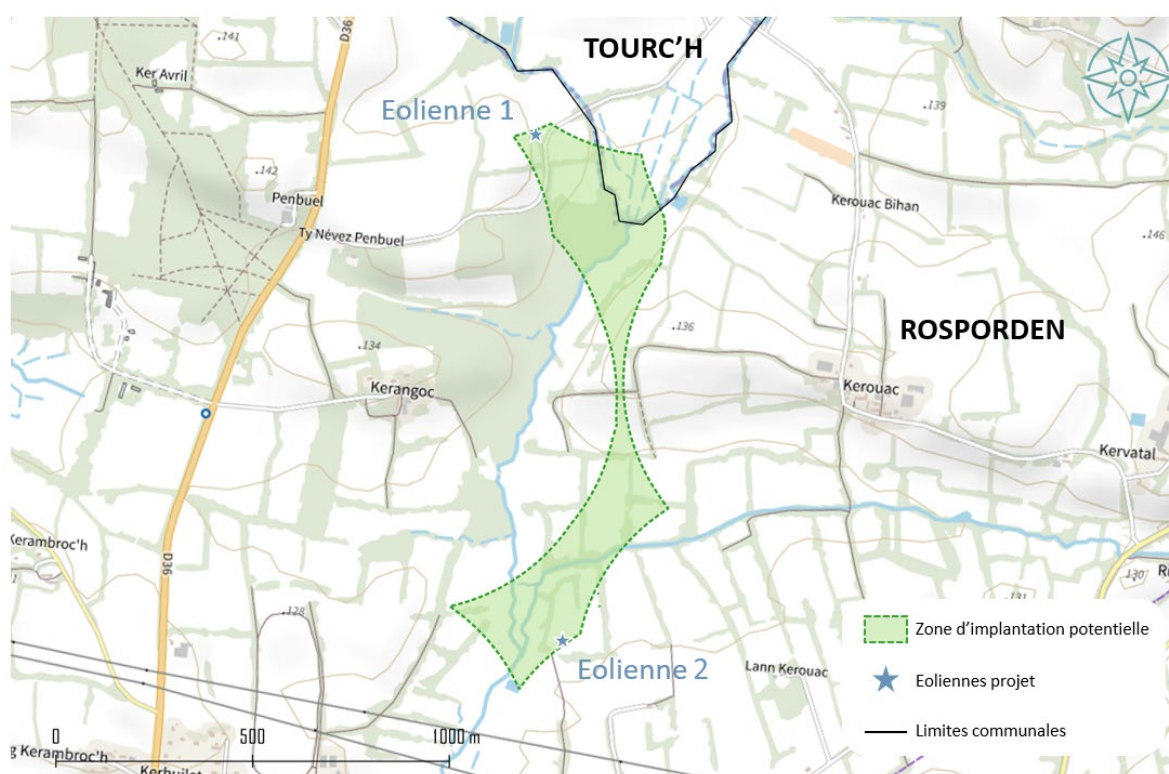 TOURC'H
D36
.141
Ker Avril
Eolienne 1
.139
.142
Penbuel
Kerouac Bihan
Ty Névez Penbuel
.146
.136
ROSPORDEN
.134
Kerangoc
Kerouac
Kervatal
Kerambroc'h
D36
.130
.131
.128
Zone d'implantation potentielle
Eolienne 2
Lann Kerouac
Eoliennes projet
0
500
1000 m
Limites communales
g Kerambroc'h